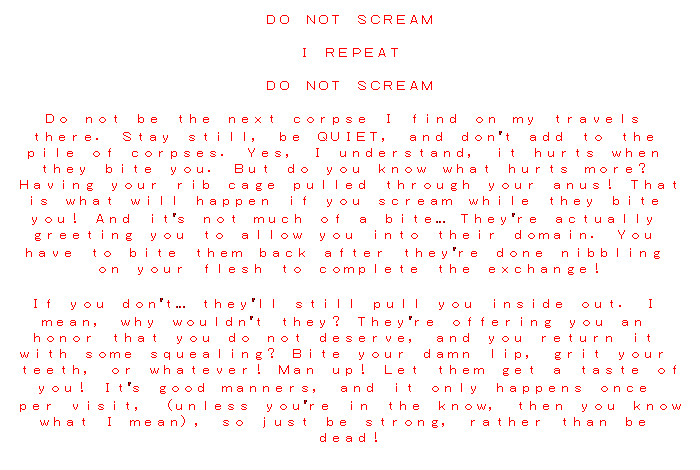 DO NOT SCREAM
I REPEAT
DO NOT SCREAM
Do not be the next corpse I find on my travels
there. Stay still, be QUIET, and don't add to the
pile of corpses. Yes, I understand, it hurts when
they bite you. But do you know what hurts more?
Having your rib cage pulled through your anus! That
is what will happen if you scream while they bite
you! And it's not much of a bite… They're actually
greeting you to allow you into their domain. You
have to bite them back after they're done nibbling
on your flesh to complete the exchange!
If you don't… they'll still pull you inside out. I
mean, why wouldn't they? They're offering you an
honor that you do not deserve, and you return it
with some squealing? Bite your damn lip, grit your
teeth, or whatever! Man up! Let them get a taste of
you! It's good manners, and it only happens once
per visit, (unless you're in the know, then you know
what I mean), so just be strong, rather than be
dead!